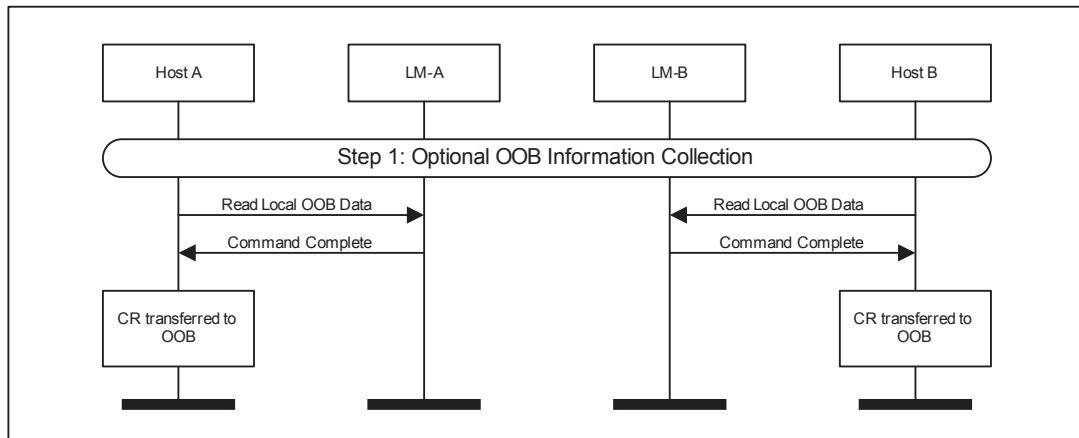 Host A
LM-A
LM-B
Host B
Step 1: Optional OOB Information Collection
Read Local OOB Data
Read Local OOB Data
Command Complete
Command Complete
CR transferred to
OOB
CR transferred to
OOB